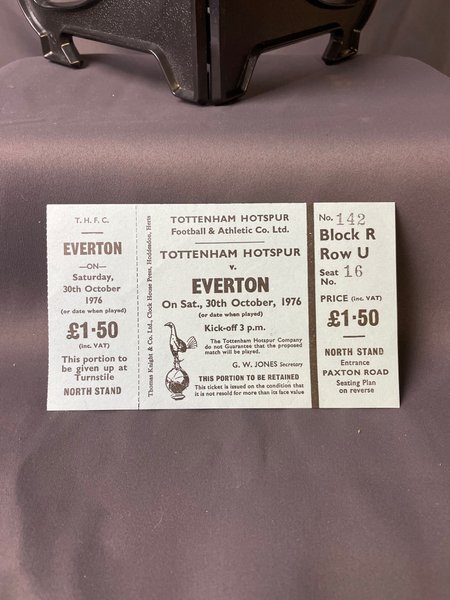 T. H. F. C.
EVERTON
—ON—
Saturday,
30th October
1976
(or date when played)
£1·50
(inc. VAT)
This portion to
be given up at
Turnstile
NORTH STAND
Thomas Knight & Co. Ltd., Clock House Press, Hoddesdon, Herts
TOTTENHAM HOTSPUR
Football & Athletic Co. Ltd.
TOTTENHAM HOTSPUR
v.
EVERTON
On Sat., 30th October, 1976
(or date when played)
Kick-off 3 p.m.
The Tottenham Hotspur Company
do not Guarantee that the proposed
match will be played.
G. W. JONES Secretary
THIS PORTION TO BE RETAINED
This ticket is issued on the condition that
it is not resold for more than its face value
No. 142
Block R
Row U
Seat 16
No.
PRICE (inc. VAT)
£1·50
NORTH STAND
Entrance
PAXTON ROAD
Seating Plan
on reverse